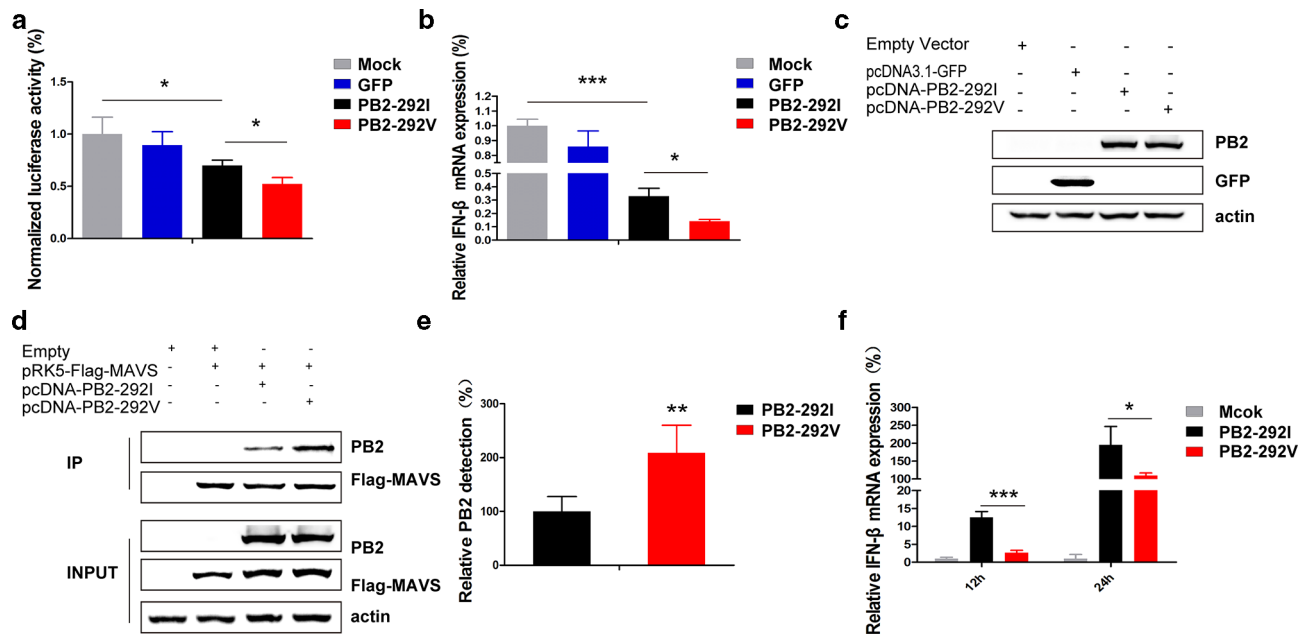 a
Normalized luciferase activity (%)
1.5
1.0
0.5
0.0
*
*
Mock
GFP
PB2-292I
PB2-292V
b
Relative IFN-β mRNA expression (%)
1.2
1.1
1.0
0.9
0.8
0.7
0.5
0.4
0.3
0.2
0.1
0.0
***
*
Mock
GFP
PB2-292I
PB2-292V
c
Empty Vector + - - -
pcDNA3.1-GFP - + - -
pcDNA-PB2-292I - - + -
pcDNA-PB2-292V - - - +
PB2
GFP
actin
d
Empty + + - -
pRK5-Flag-MAVS - + + +
pcDNA-PB2-292I - - + -
pcDNA-PB2-292V - - - +
IP
PB2
Flag-MAVS
INPUT
PB2
Flag-MAVS
actin
e
Relative PB2 detection (%)
300
200
100
0
**
PB2-292I
PB2-292V
f
Relative IFN-β mRNA expression (%)
300
250
200
150
100
20
15
10
5
0
***
*
12h
24h
Mcok
PB2-292I
PB2-292V